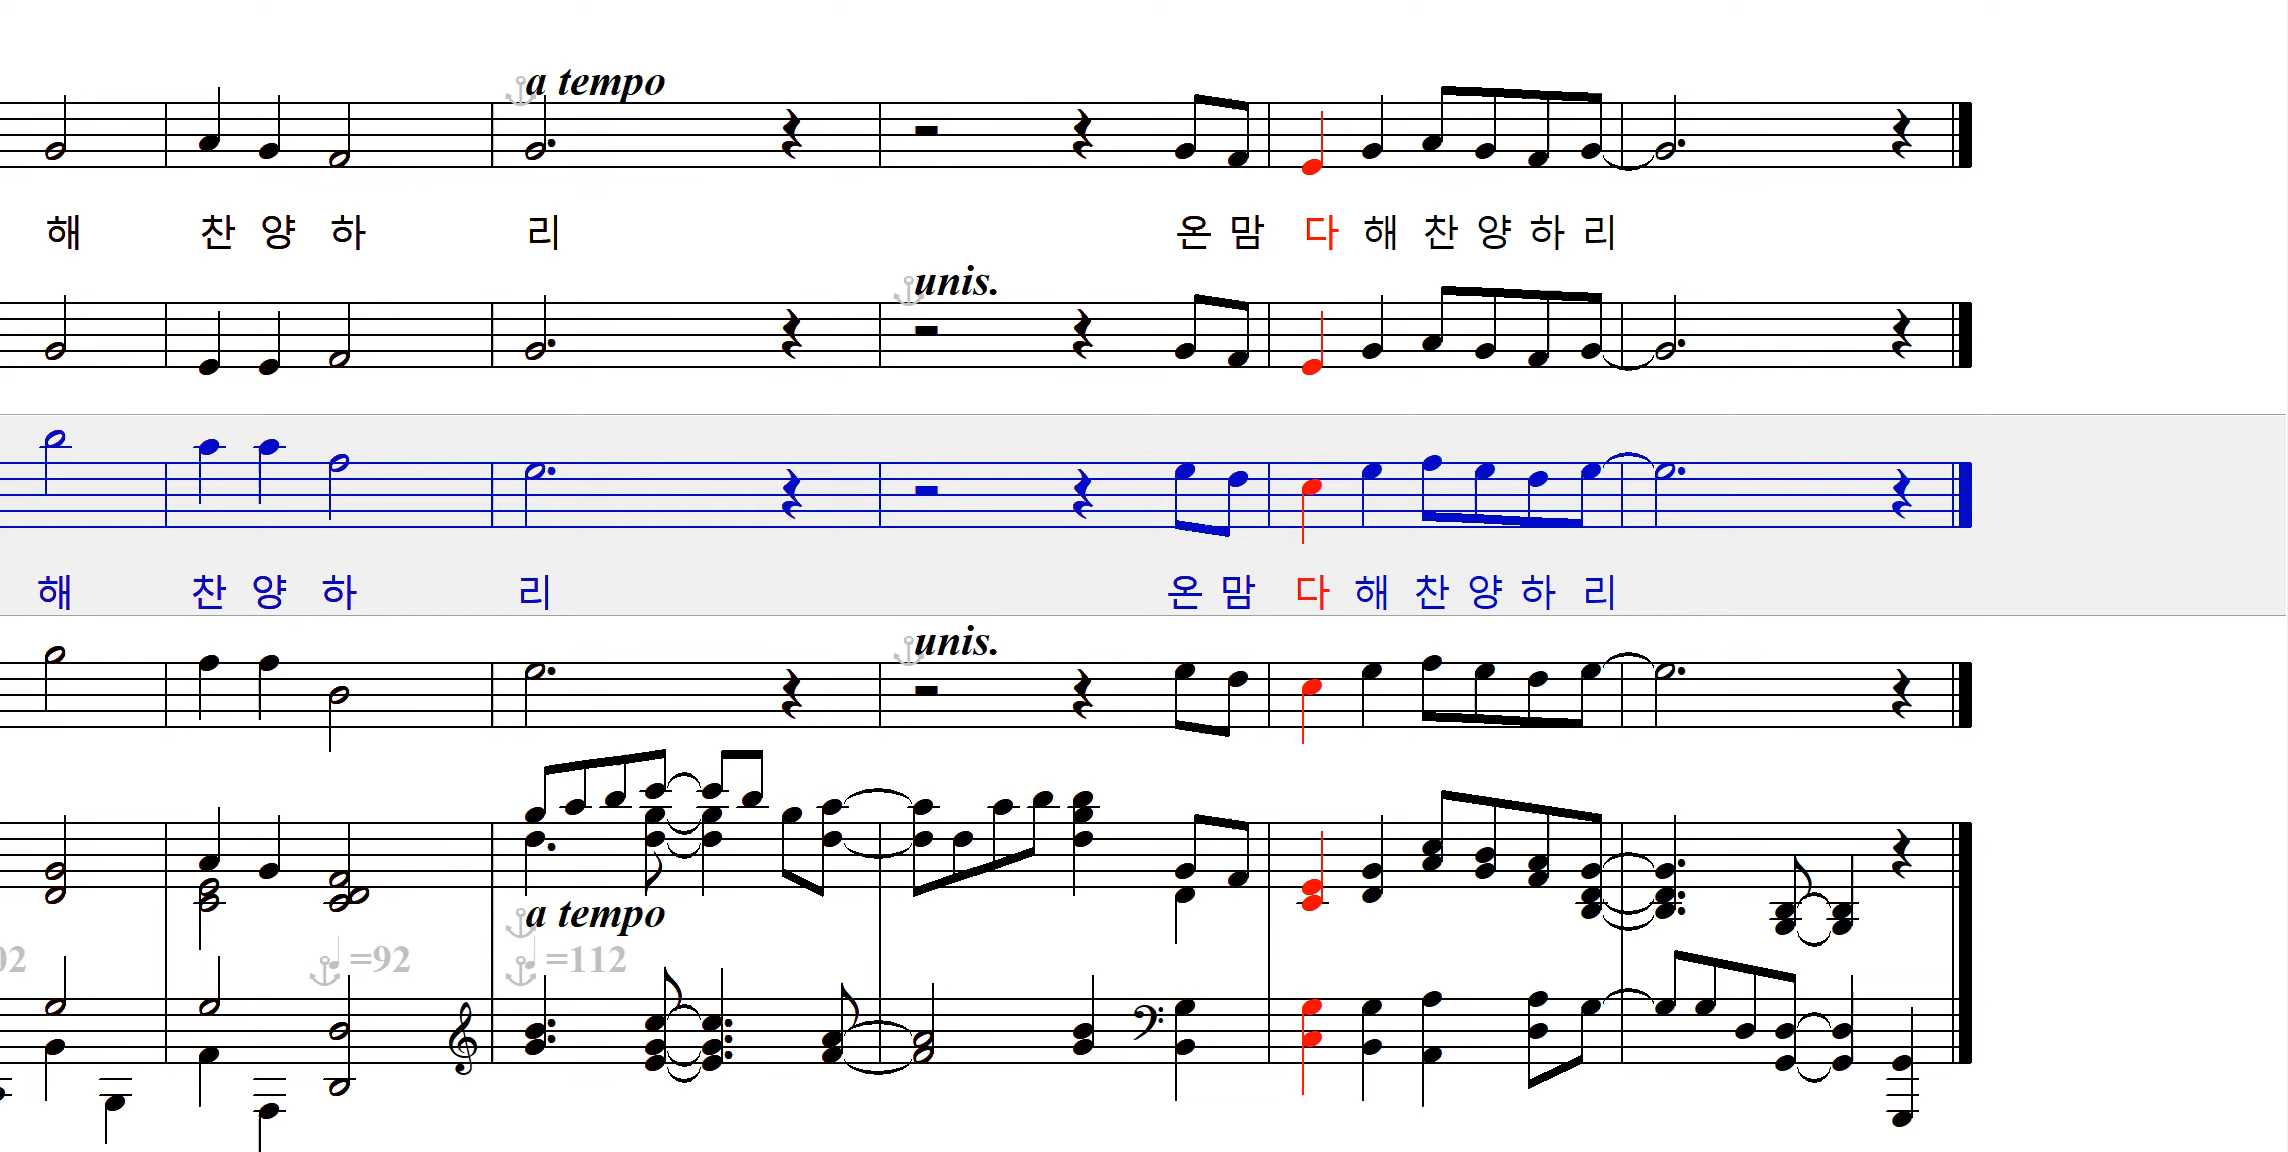 a tempo
해 찬 양 하 리 온 맘 다 해 찬 양 하 리
unis.
해 찬 양 하 리 온 맘 다 해 찬 양 하 리
unis.
a tempo
02 =92 =112